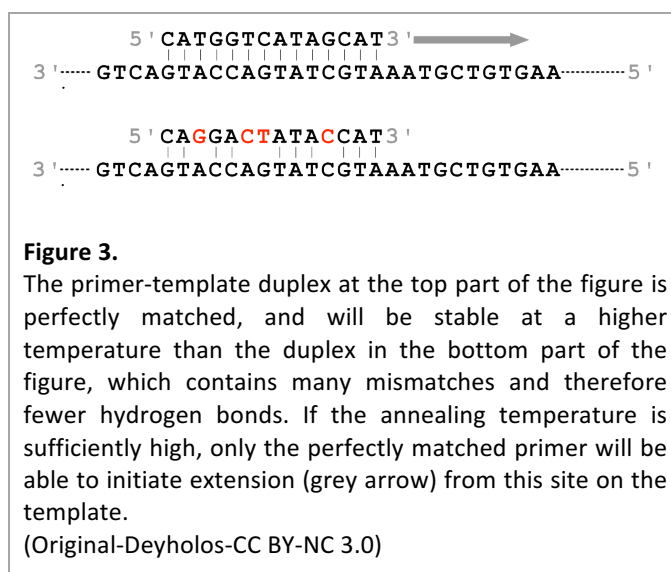 5 'CATGGTCATAGCAT3 '
3 '······GTCAGTACCAGTATCGTAAATGCTGTGAA············5 '
5 'CAGGACTATACCAT3 '
3 '······GTCAGTACCAGTATCGTAAATGCTGTGAA············5 '
Figure 3.
The primer-template duplex at the top part of the figure is
perfectly matched, and will be stable at a higher
temperature than the duplex in the bottom part of the
figure, which contains many mismatches and therefore
fewer hydrogen bonds. If the annealing temperature is
sufficiently high, only the perfectly matched primer will be
able to initiate extension (grey arrow) from this site on the
template.
(Original-Deyholos-CC BY-NC 3.0)